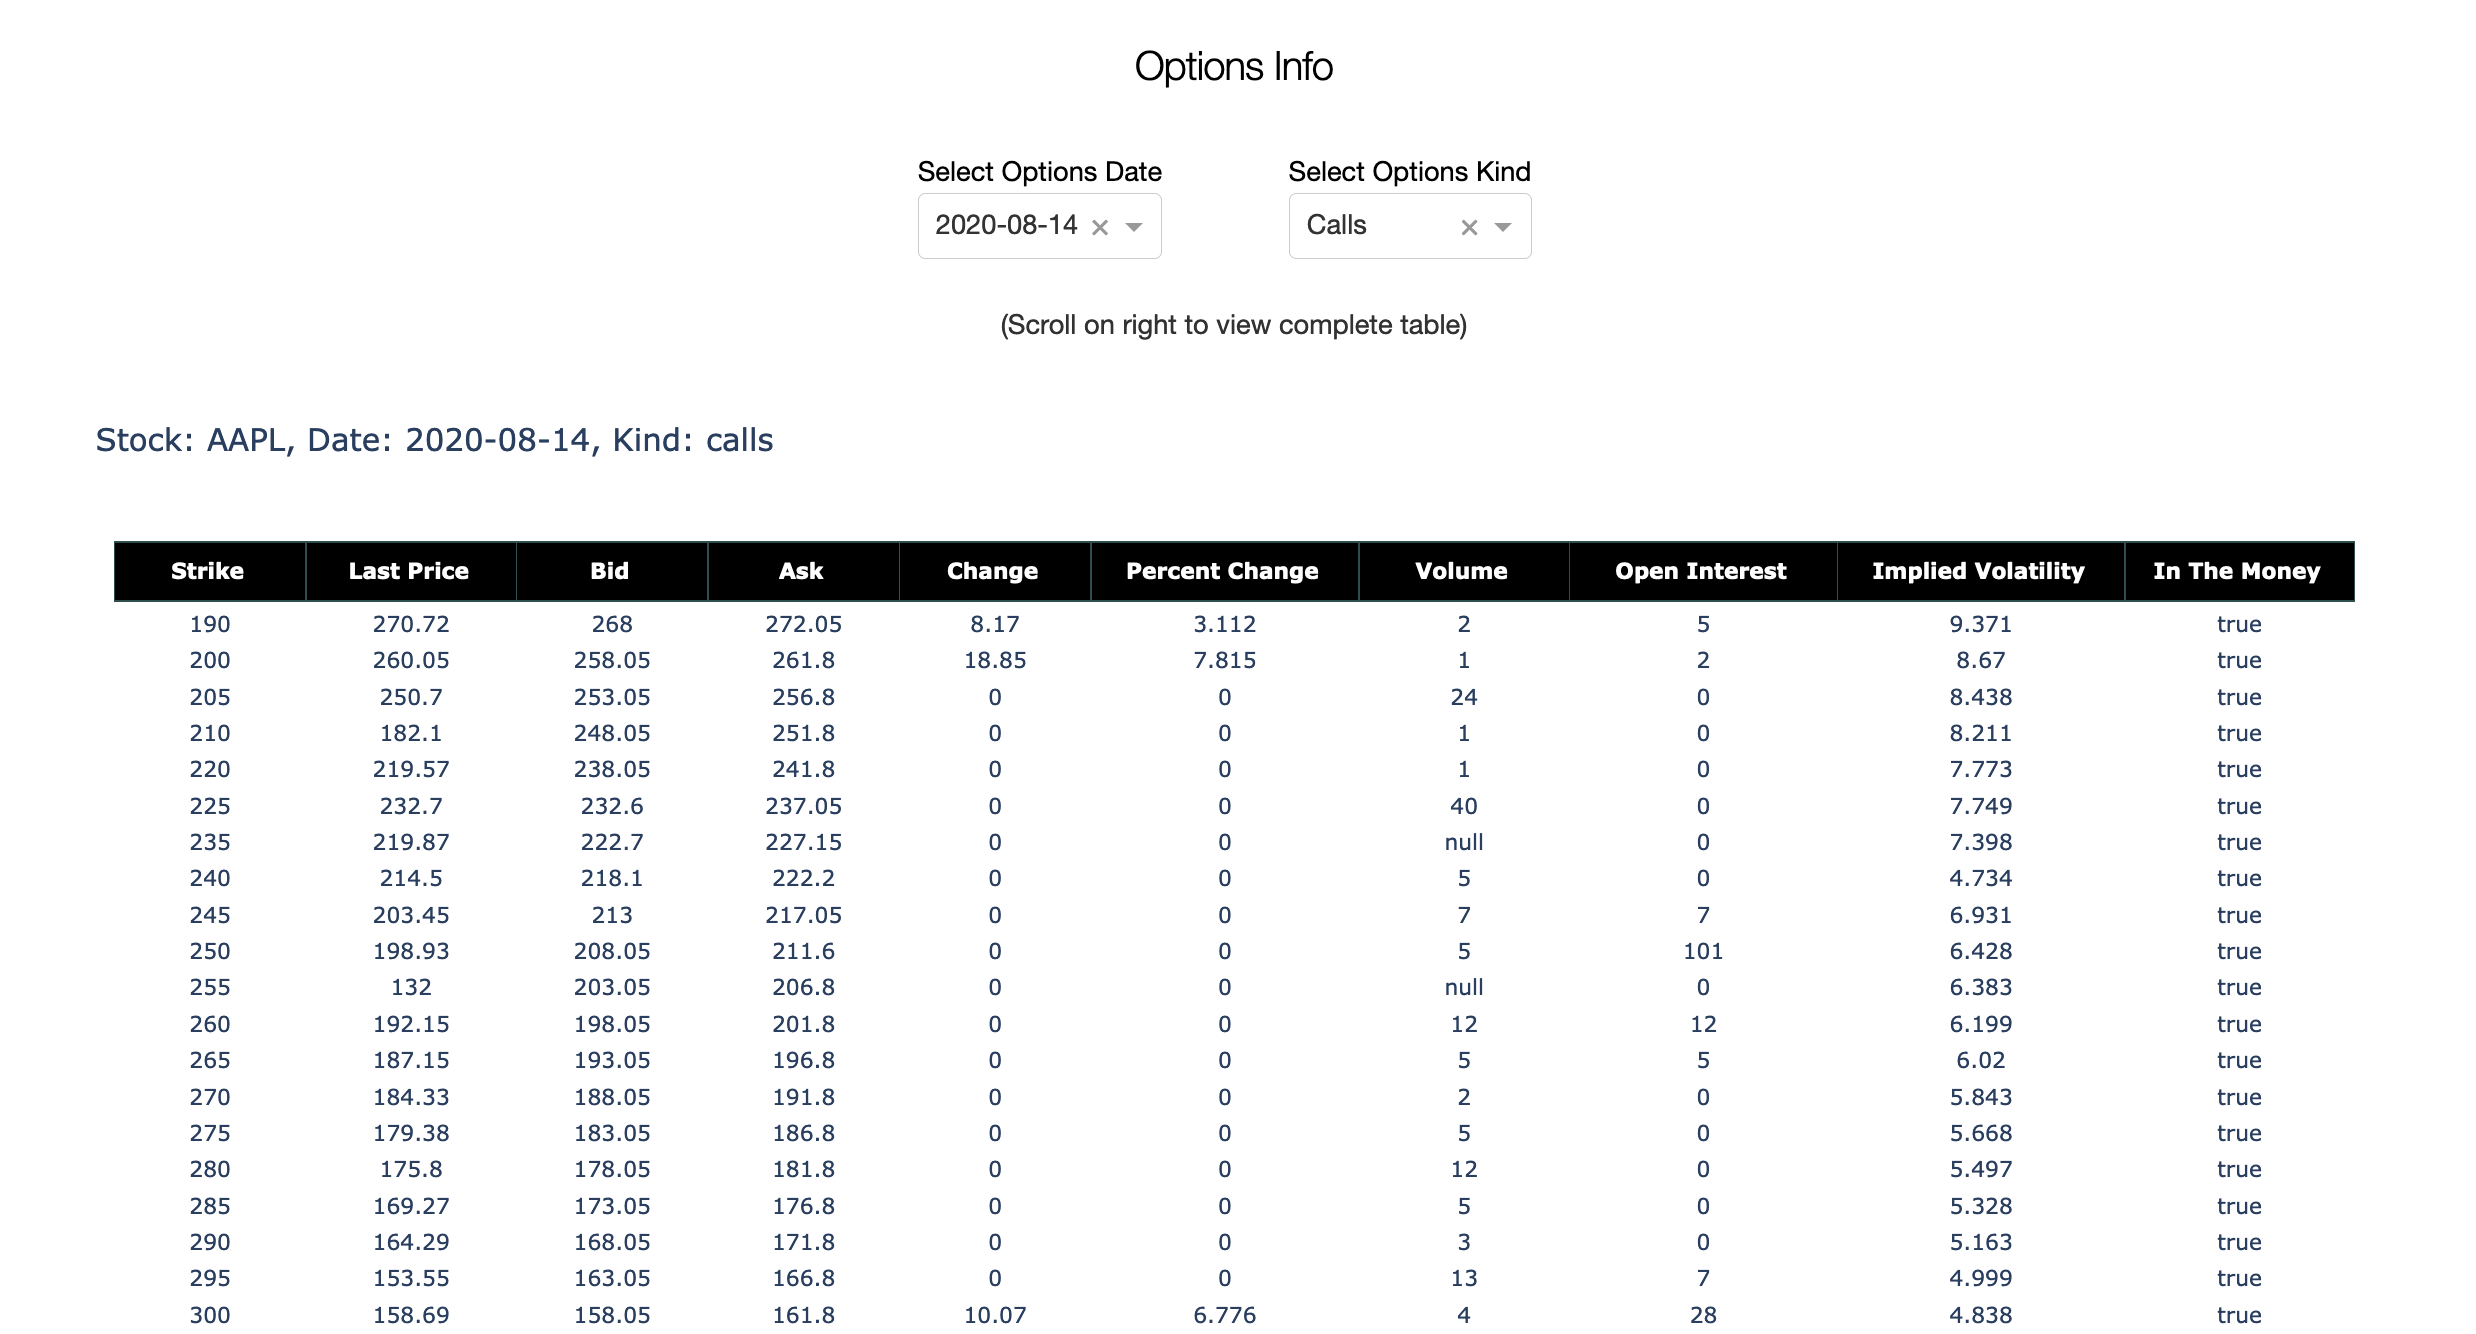 Options Info
Select Options Date Select Options Kind
2020-08-14 × Calls ×
(Scroll on right to view complete table)
Stock: AAPL, Date: 2020-08-14, Kind: calls
Strike Last Price Bid Ask Change Percent Change Volume Open Interest Implied Volatility In The Money
190 270.72 268 272.05 8.17 3.112 2 5 9.371 true
200 260.05 258.05 261.8 18.85 7.815 1 2 8.67 true
205 250.7 253.05 256.8 0 0 24 0 8.438 true
210 182.1 248.05 251.8 0 0 1 0 8.211 true
220 219.57 238.05 241.8 0 0 1 0 7.773 true
225 232.7 232.6 237.05 0 0 40 0 7.749 true
235 219.87 222.7 227.15 0 0 null 0 7.398 true
240 214.5 218.1 222.2 0 0 5 0 4.734 true
245 203.45 213 217.05 0 0 7 7 6.931 true
250 198.93 208.05 211.6 0 0 5 101 6.428 true
255 132 203.05 206.8 0 0 null 0 6.383 true
260 192.15 198.05 201.8 0 0 12 12 6.199 true
265 187.15 193.05 196.8 0 0 5 5 6.02 true
270 184.33 188.05 191.8 0 0 2 0 5.843 true
275 179.38 183.05 186.8 0 0 5 0 5.668 true
280 175.8 178.05 181.8 0 0 12 0 5.497 true
285 169.27 173.05 176.8 0 0 5 0 5.328 true
290 164.29 168.05 171.8 0 0 3 0 5.163 true
295 153.55 163.05 166.8 0 0 13 7 4.999 true
300 158.69 158.05 161.8 10.07 6.776 4 28 4.838 true